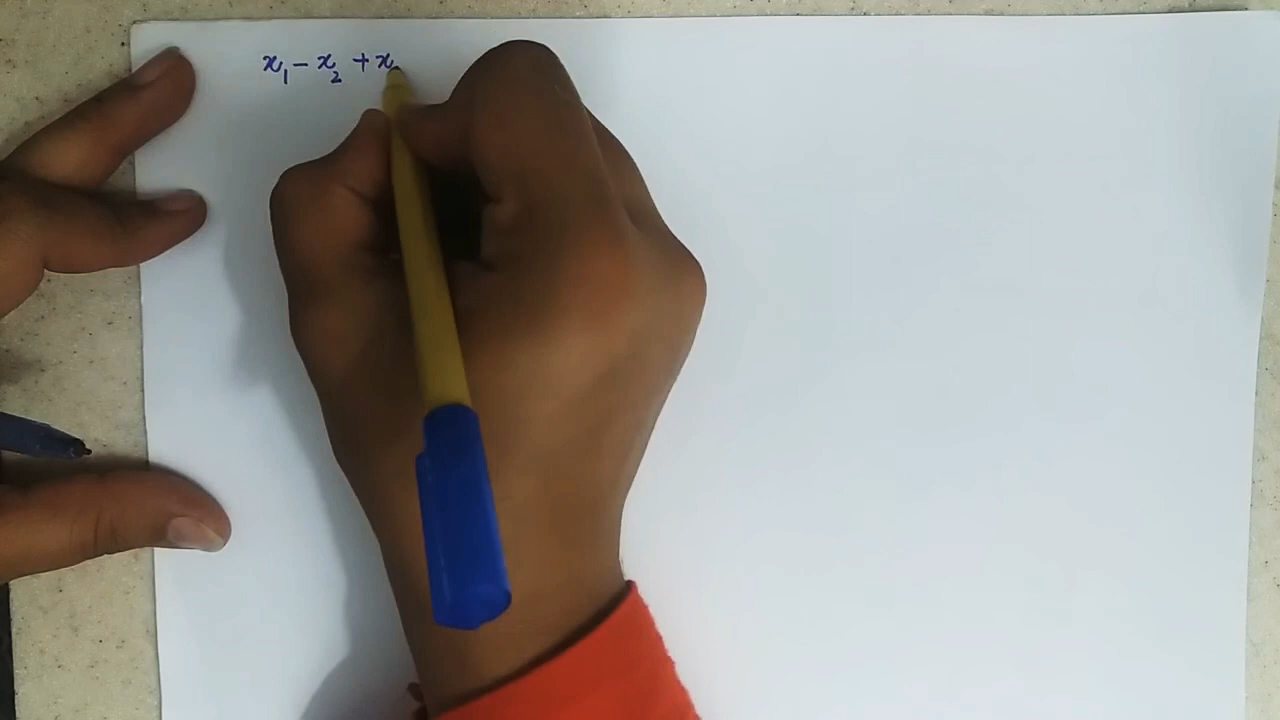 x₁ - x₂ + x